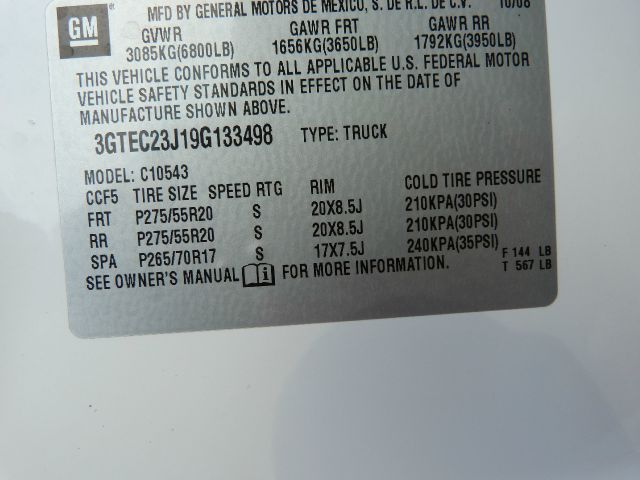 GM
MFD BY GENERAL MOTORS DE MEXICO, S. DE R.L. DE C.V. 10/08
GVWR GAWR FRT GAWR RR
3085KG(6800LB) 1656KG(3650LB) 1792KG(3950LB)
THIS VEHICLE CONFORMS TO ALL APPLICABLE U.S. FEDERAL MOTOR
VEHICLE SAFETY STANDARDS IN EFFECT ON THE DATE OF
MANUFACTURE SHOWN ABOVE.
3GTEC23J19G133498 TYPE: TRUCK
MODEL: C10543
CCF5 TIRE SIZE SPEED RTG RIM COLD TIRE PRESSURE
FRT P275/55R20 S 20X8.5J 210KPA(30PSI)
RR P275/55R20 S 20X8.5J 210KPA(30PSI)
SPA P265/70R17 S 17X7.5J 240KPA(35PSI)
SEE OWNER'S MANUAL i FOR MORE INFORMATION.
F 144 LB
T 567 LB